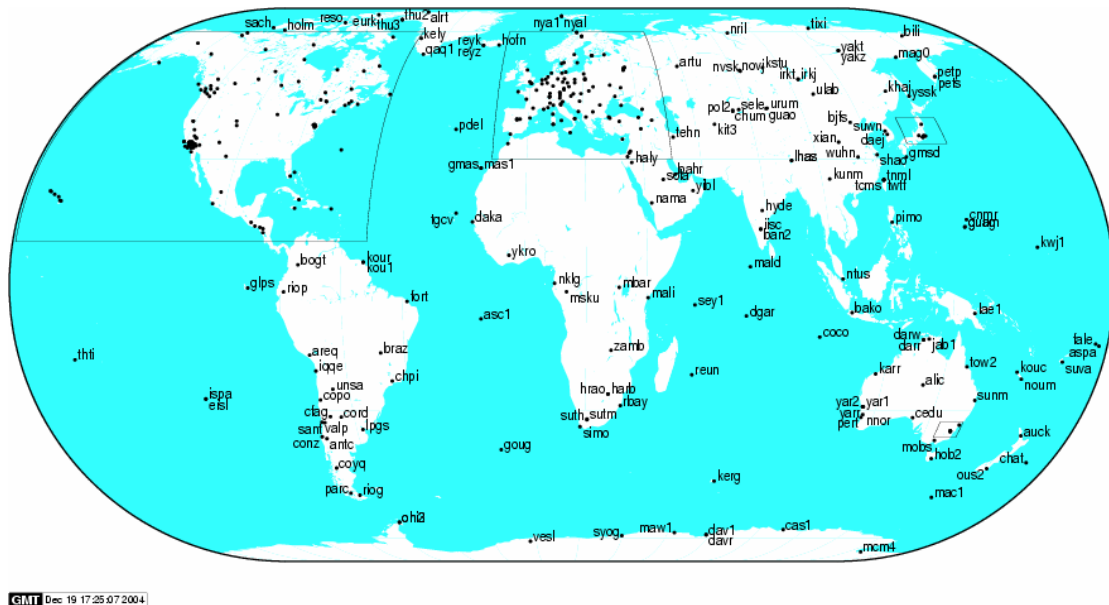 sach
holm
reso
eurk
thu2
thu3
alrt
kely
qaq1
reyk
reyz
hofn
nya1
nyal
nril
tixi
bili
yakt
yakz
mag0
petp
pets
artu
nvsk
novj
kstu
irkt
irkj
ulab
khaj
yssk
pol2
sele
urum
chum
guao
kit3
tehn
bjfs
suwn
daej
xian
wuhn
shao
gmsd
lhas
kunm
tcms
tnml
twtf
pdel
gmas
mas1
haly
bahr
sola
yibl
nama
hyde
iisc
ban2
pimo
cnmr
guam
kwj1
tgcv
daka
ykro
bogt
kour
kou1
glps
riop
fort
nklg
msku
mbar
mali
mald
sey1
dgar
ntus
bako
coco
lae1
asc1
zamb
reun
thti
areq
braz
iqqe
chpi
unsa
copo
ispa
eisl
cfag
cord
sant
valp
lpgs
conz
antc
coyq
parc
riog
hrao
harb
rbay
suth
sutm
simo
goug
kerg
darw
darr
jab1
karr
alic
tow2
kouc
noum
fale
aspa
suva
yar2
yar1
yarr
pert
nnor
cedu
sunm
mobs
hob2
auck
chat
ous2
mac1
vesl
syog
maw1
dav1
davr
cas1
mcm4
GMT Dec 19 17:25:07 2004